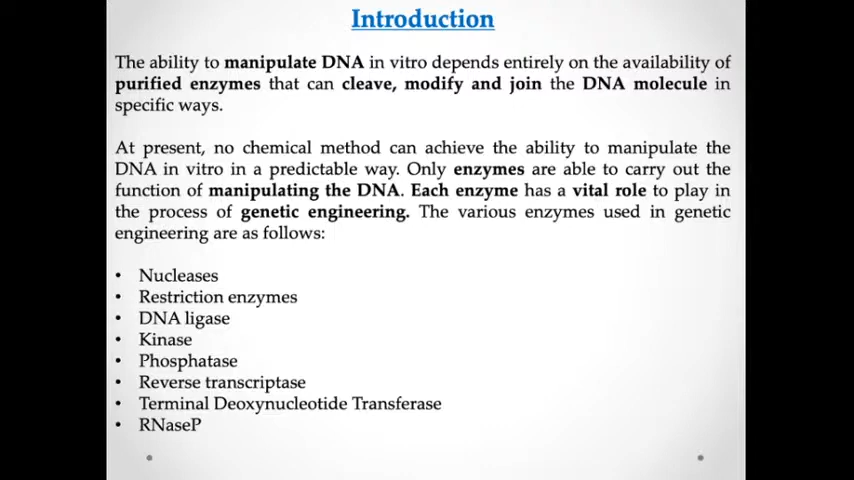 Introduction
The ability to manipulate DNA in vitro depends entirely on the availability of
purified enzymes that can cleave, modify and join the DNA molecule in
specific ways.
At present, no chemical method can achieve the ability to manipulate the
DNA in vitro in a predictable way. Only enzymes are able to carry out the
function of manipulating the DNA. Each enzyme has a vital role to play in
the process of genetic engineering. The various enzymes used in genetic
engineering are as follows:
• Nucleases
• Restriction enzymes
• DNA ligase
• Kinase
• Phosphatase
• Reverse transcriptase
• Terminal Deoxynucleotide Transferase
• RNaseP